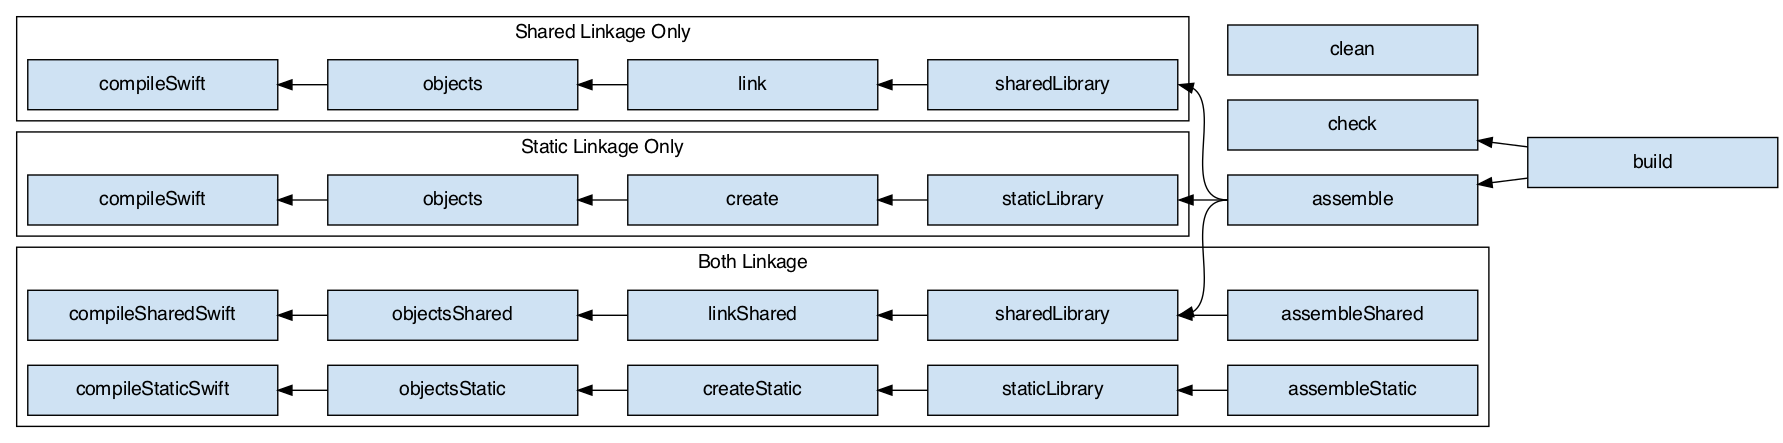 Shared Linkage Only
compileSwift objects link sharedLibrary
Static Linkage Only
compileSwift objects create staticLibrary
Both Linkage
compileSharedSwift objectsShared linkShared sharedLibrary assembleShared
compileStaticSwift objectsStatic createStatic staticLibrary assembleStatic
clean
check
assemble
build